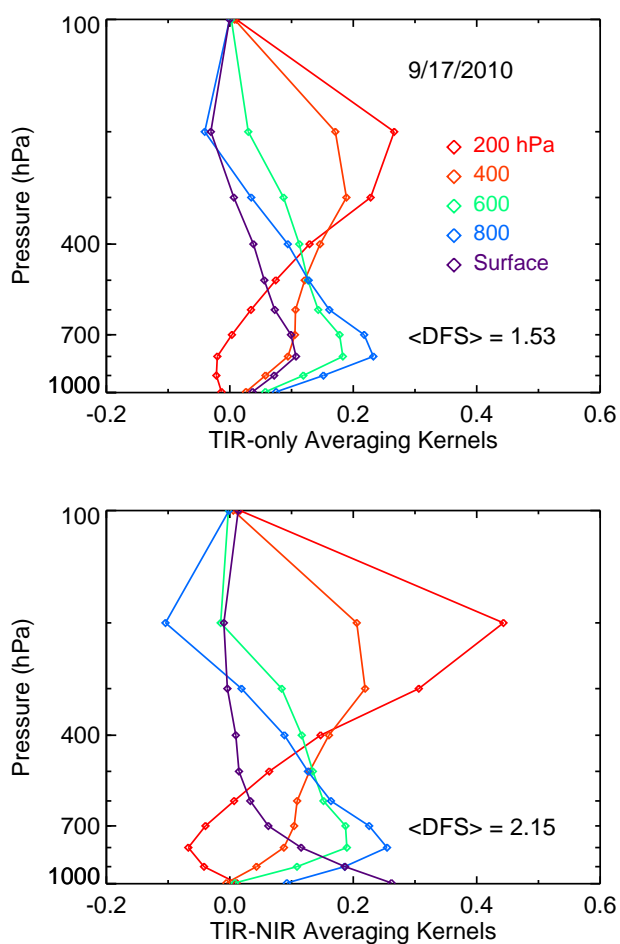 100
9/17/2010
200 hPa
400
600
800
Surface
Pressure (hPa)
400
700
<DFS> = 1.53
1000
-0.2 0.0 0.2 0.4 0.6
TIR-only Averaging Kernels
100
Pressure (hPa)
400
700
<DFS> = 2.15
1000
-0.2 0.0 0.2 0.4 0.6
TIR-NIR Averaging Kernels